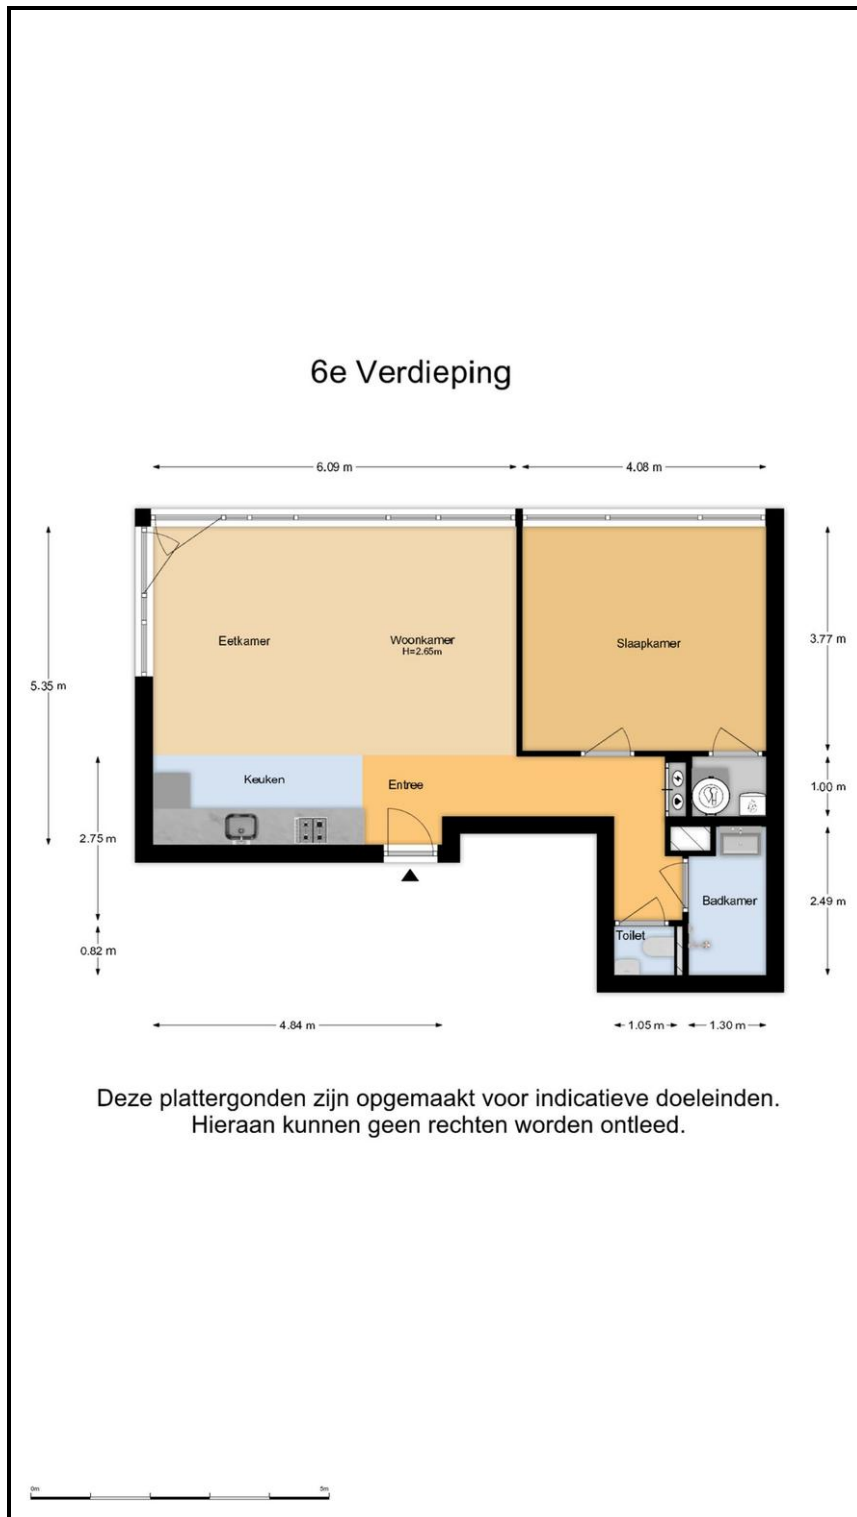 6e Verdieping
6.09 m
4.08 m
Eetkamer
Woonkamer
H=2.65m
Slaapkamer
3.77 m
5.35 m
Keuken
Entree
1.00 m
2.75 m
Badkamer
2.49 m
Toilet
0.82 m
4.84 m
1.05 m
1.30 m
Deze plattergonden zijn opgemaakt voor indicatieve doeleinden.
Hieraan kunnen geen rechten worden ontleed.
0m
5m